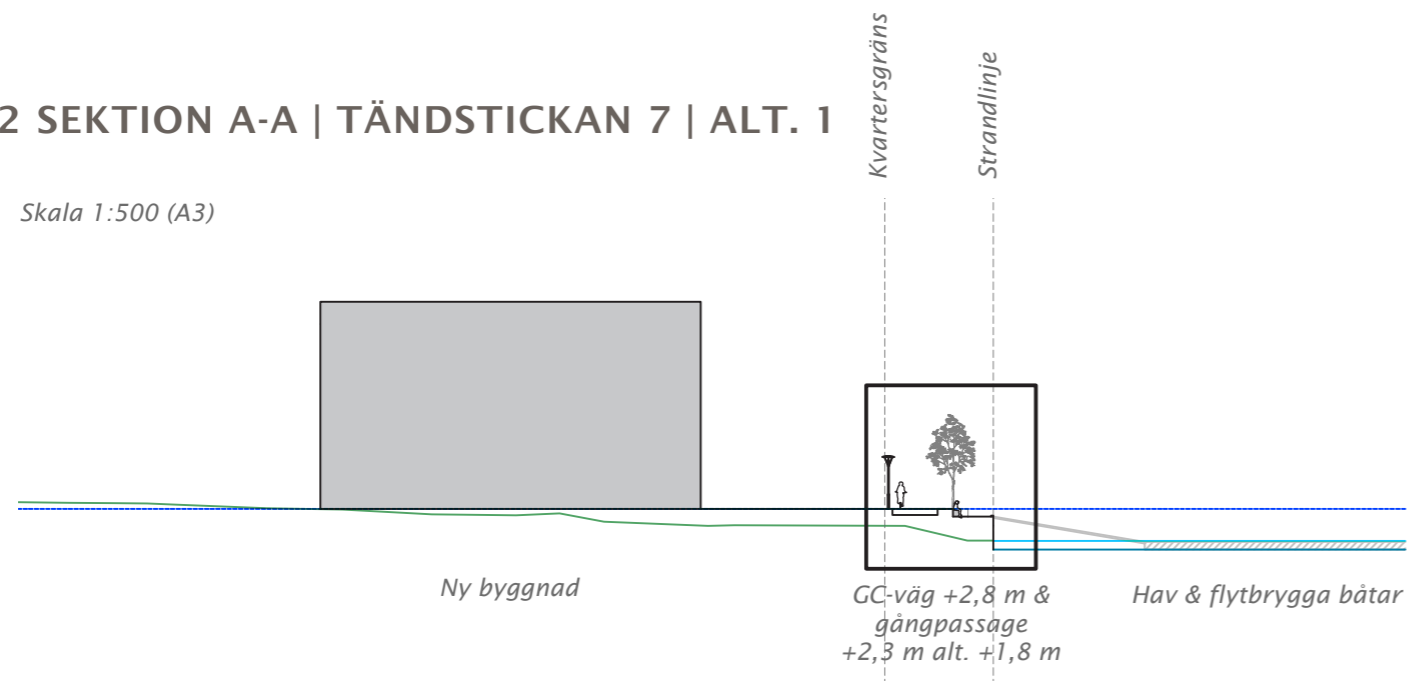 2 SEKTION A-A | TÄNDSTICKAN 7 | ALT. 1
Skala 1:500 (A3)
Kvartersgräns
Strandlinje
Ny byggnad
GC-väg +2,8 m &
gångpassage
+2,3 m alt. +1,8 m
Hav & flytbrygga båtar